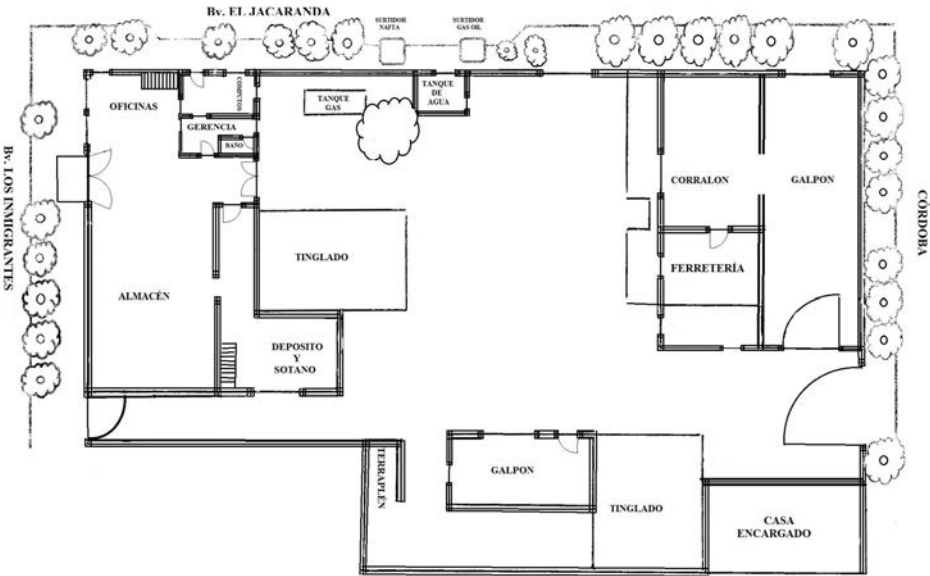 Bv. EL JACARANDA
SURTIDOR
NAFTA
SURTIDOR
GAS OIL
OFICINAS
COMPUTOS
TANQUE
GAS
TANQUE
DE
AGUA
GERENCIA
BAÑO
Bv. LOS INMIGRANTES
CORRALON
GALPON
CÓRDOBA
TINGLADO
FERRETERÍA
ALMACÉN
DEPOSITO
Y
SOTANO
TERRAPLÉN
GALPON
TINGLADO
CASA
ENCARGADO